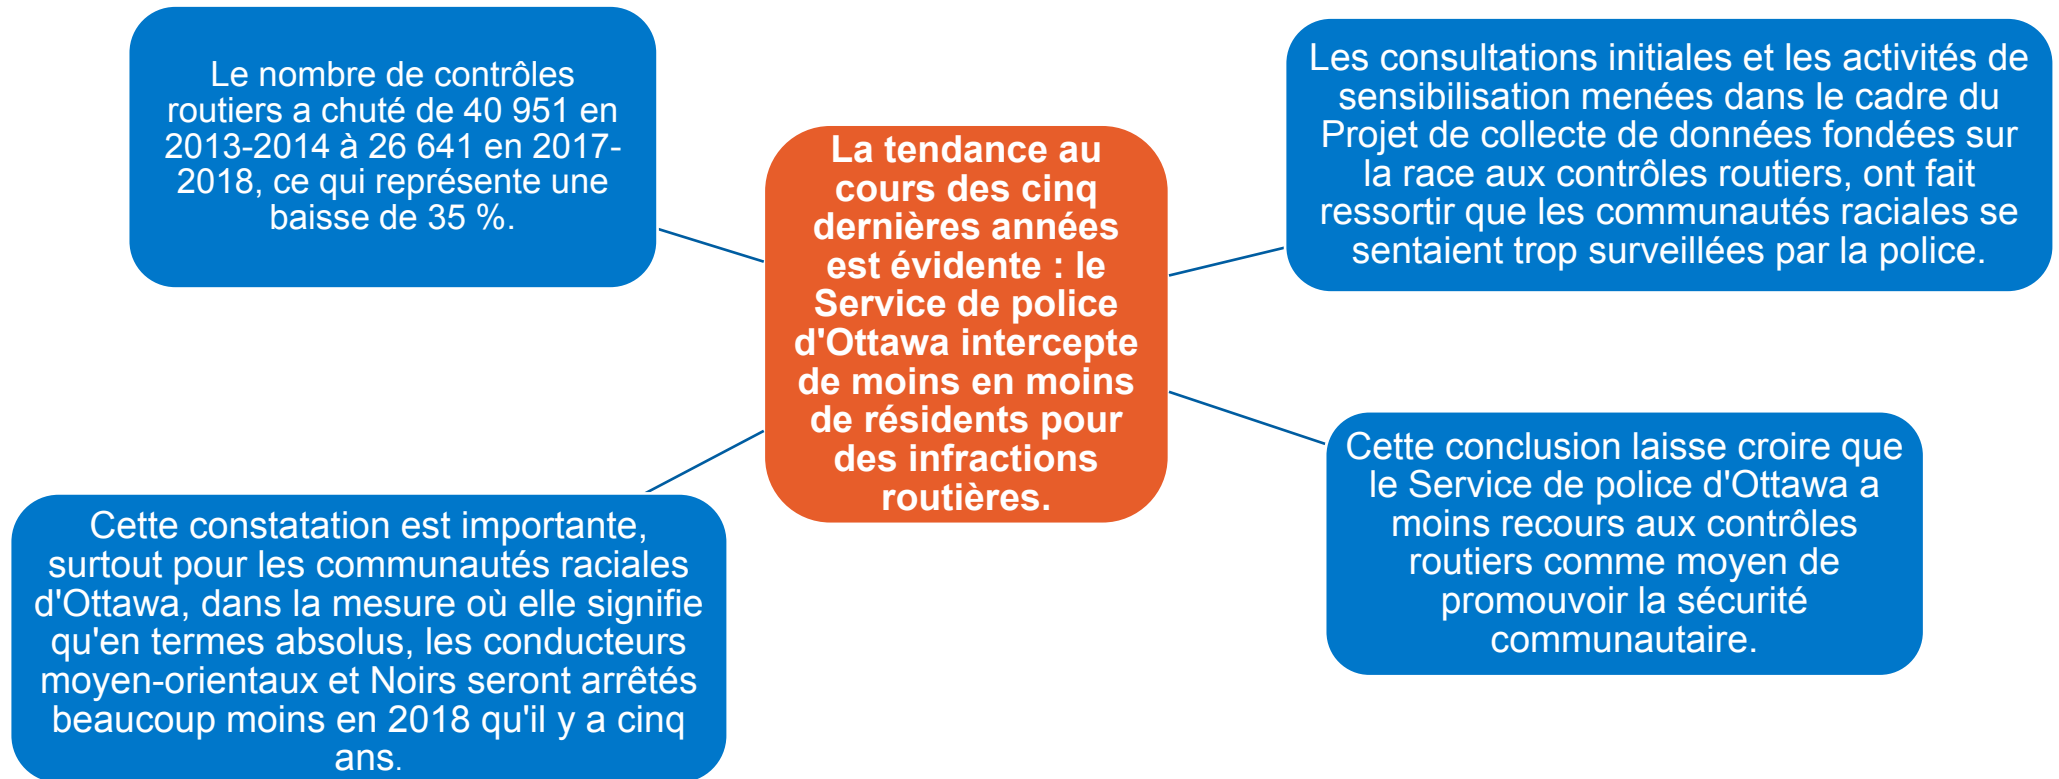 Le nombre de contrôles
routiers a chuté de 40 951 en
2013-2014 à 26 641 en 2017-
2018, ce qui représente une
baisse de 35 %.
La tendance au
cours des cinq
dernières années
est évidente : le
Service de police
d'Ottawa intercepte
de moins en moins
de résidents pour
des infractions
routières.
Les consultations initiales et les activités de
sensibilisation menées dans le cadre du
Projet de collecte de données fondées sur
la race aux contrôles routiers, ont fait
ressortir que les communautés raciales se
sentaient trop surveillées par la police.
Cette constatation est importante,
surtout pour les communautés raciales
d'Ottawa, dans la mesure où elle signifie
qu'en termes absolus, les conducteurs
moyen-orientaux et Noirs seront arrêtés
beaucoup moins en 2018 qu'il y a cinq
ans.
Cette conclusion laisse croire que
le Service de police d'Ottawa a
moins recours aux contrôles
routiers comme moyen de
promouvoir la sécurité
communautaire.